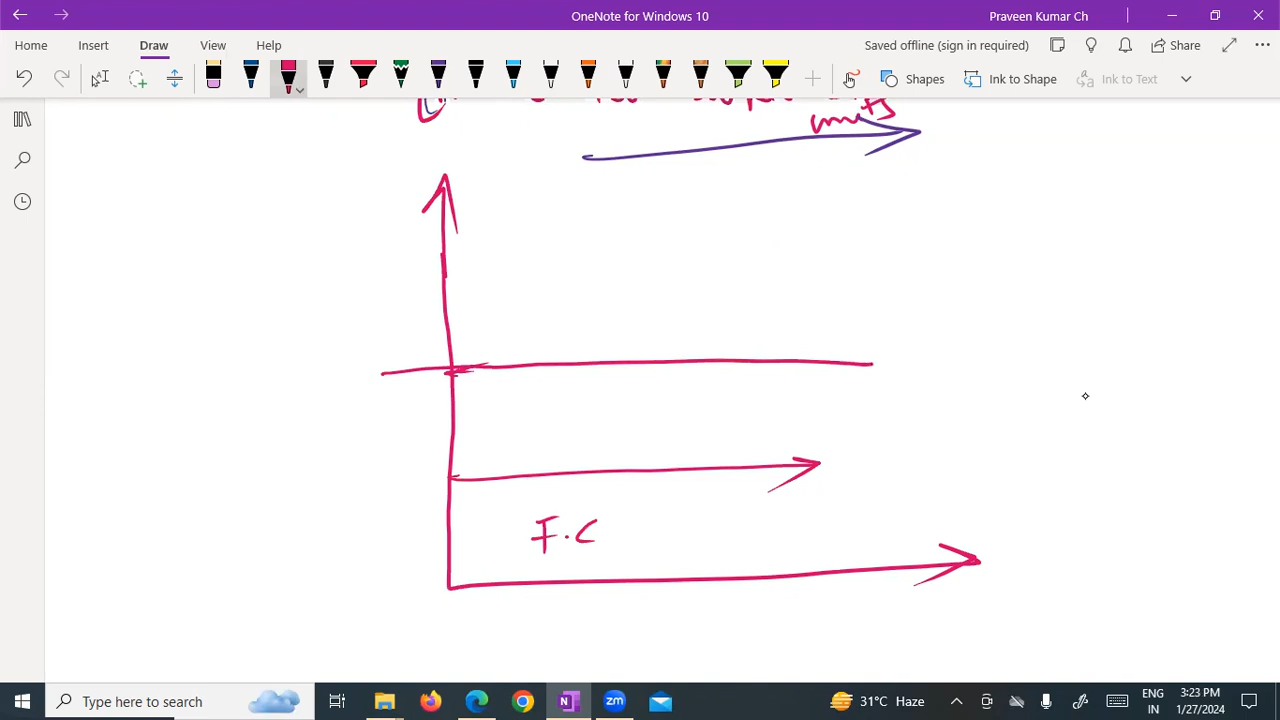 OneNote for Windows 10
Praveen Kumar Ch
Home Insert Draw View Help
Saved offline (sign in required)
Share
Shapes
Ink to Shape
Ink to Text
units
F.C
Type here to search
31°C Haze
ENG
IN
3:23 PM
1/27/2024